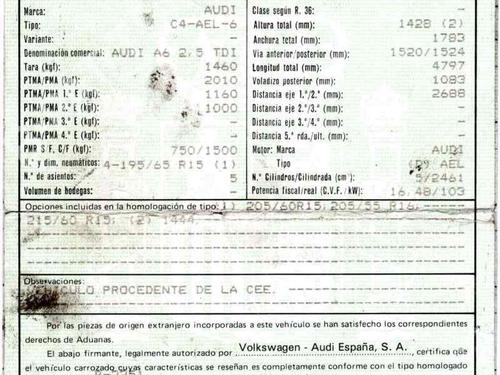 Marca: AUDI
Tipo: C4-AEL-6
Variante: -
Denominación comercial: AUDI A6 2,5 TDI
Tara (kgf): 1460
PTMA/PMA (kgf): 2010
PTMA/PMA 1.º E (kgf): 1160
PTMA/PMA 2.º E (kgf): 1000
PTMA/PMA 3.º E (kgf): -
PTMA/PMA 4.º E (kgf): -
PMR S/F, C/F (kgf): 750/1500
N.º y dim. neumáticos: 4-195/65 R15 (1)
N.º de asientos: 5
Volumen de bodegas: -
Clase según R. 36: -
Altura total (mm): 1428 (2)
Anchura total (mm): 1783
Vía anterior/posterior (mm): 1520/1524
Longitud total (mm): 4797
Voladizo posterior (mm): 1083
Distancia eje 1.º/2.º (mm): 2688
Distancia eje 2.º/3.º (mm): -
Distancia eje 3.º/4.º (mm): -
Distancia 5.ª rda./ult. (mm): -
Motor: Marca AUDI
Tipo (D) AEL
N.º Cilindros/Cilindrada (cm³): 5/2461
Potencia fiscal/real (C.V.F./kW): 16,48/103
Opciones incluidas en la homologación de tipo: 1) 205/60R15, 205/55 R16,
215/60 R15, (2) 1444
Observaciones:
VEHICULO PROCEDENTE DE LA CEE.
Por las piezas de origen extranjero incorporadas a este vehículo se han satisfecho los correspondientes
derechos de Aduanas.
El abajo firmante, legalmente autorizado por Volkswagen - Audi España, S. A., certifica que
el vehículo carrozado cuyas características se reseñan es completamente conforme con el tipo homologado